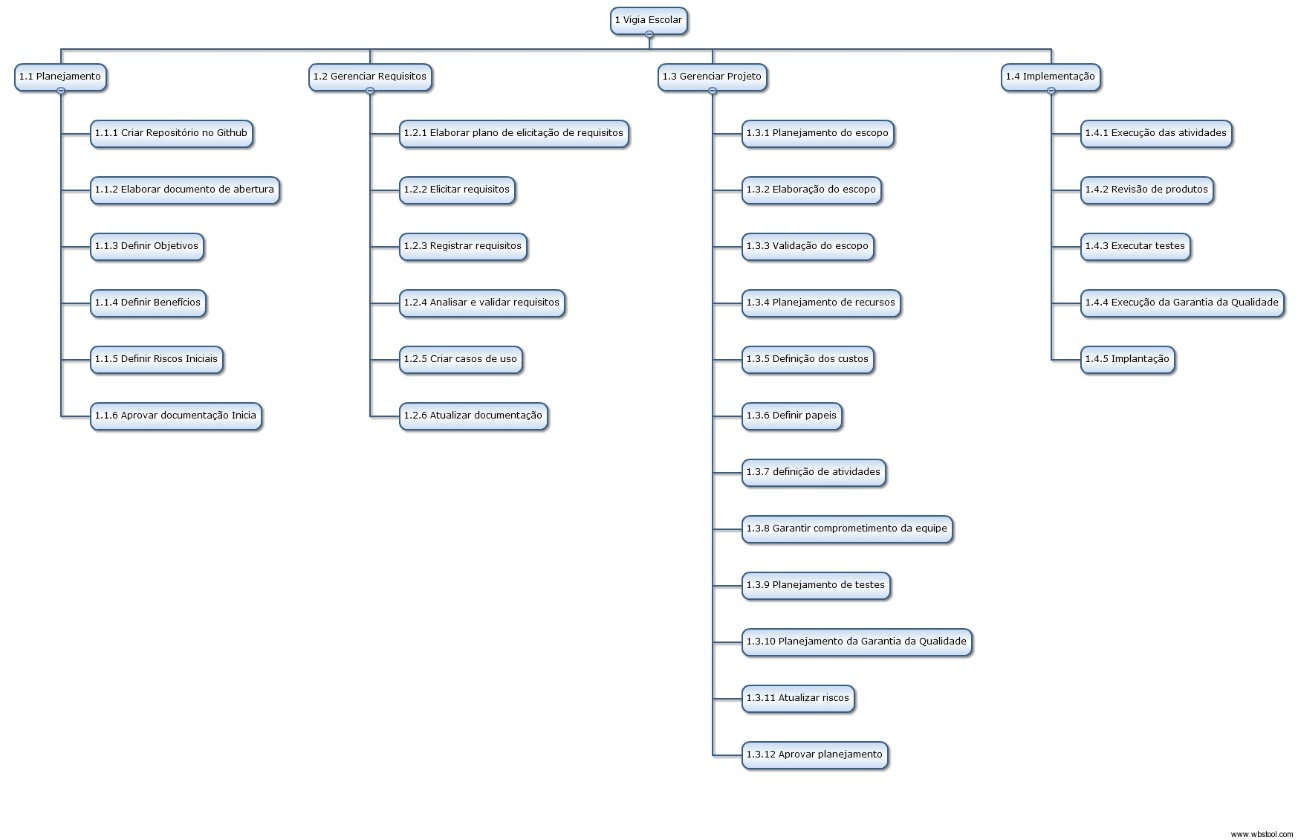 1 Vigia Escolar
1.1 Planejamento
1.1.1 Criar Repositório no Github
1.1.2 Elaborar documento de abertura
1.1.3 Definir Objetivos
1.1.4 Definir Benefícios
1.1.5 Definir Riscos Iniciais
1.1.6 Aprovar documentação Inicia
1.2 Gerenciar Requisitos
1.2.1 Elaborar plano de elicitação de requisitos
1.2.2 Elicitar requisitos
1.2.3 Registrar requisitos
1.2.4 Analisar e validar requisitos
1.2.5 Criar casos de uso
1.2.6 Atualizar documentação
1.3 Gerenciar Projeto
1.3.1 Planejamento do escopo
1.3.2 Elaboração do escopo
1.3.3 Validação do escopo
1.3.4 Planejamento de recursos
1.3.5 Definição dos custos
1.3.6 Definir papeis
1.3.7 definição de atividades
1.3.8 Garantir comprometimento da equipe
1.3.9 Planejamento de testes
1.3.10 Planejamento da Garantia da Qualidade
1.3.11 Atualizar riscos
1.3.12 Aprovar planejamento
1.4 Implementação
1.4.1 Execução das atividades
1.4.2 Revisão de produtos
1.4.3 Executar testes
1.4.4 Execução da Garantia da Qualidade
1.4.5 Implantação
www.wbstool.com